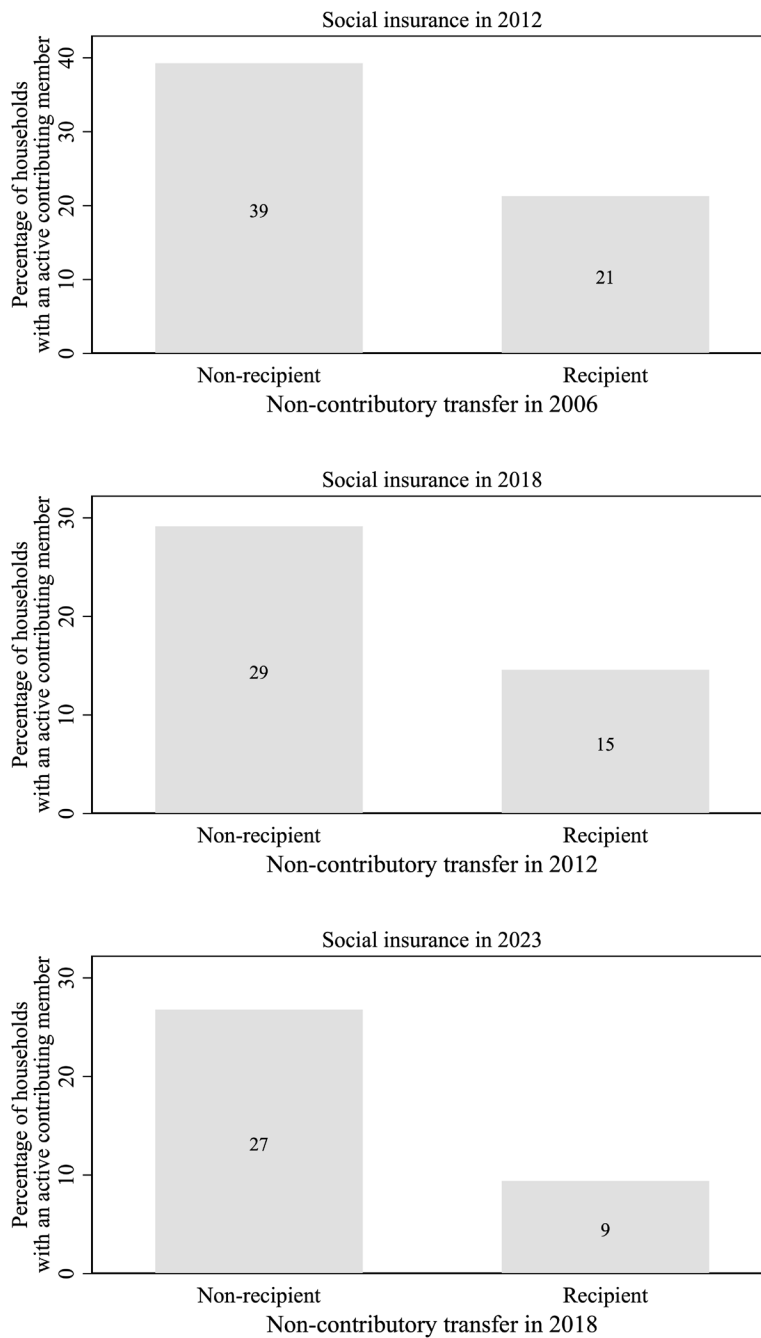 Social insurance in 2012
Percentage of households
with an active contributing member
40
30
20
10
0
39
21
Non-recipient
Recipient
Non-contributory transfer in 2006
Social insurance in 2018
Percentage of households
with an active contributing member
30
20
10
0
29
15
Non-recipient
Recipient
Non-contributory transfer in 2012
Social insurance in 2023
Percentage of households
with an active contributing member
30
20
10
0
27
9
Non-recipient
Recipient
Non-contributory transfer in 2018